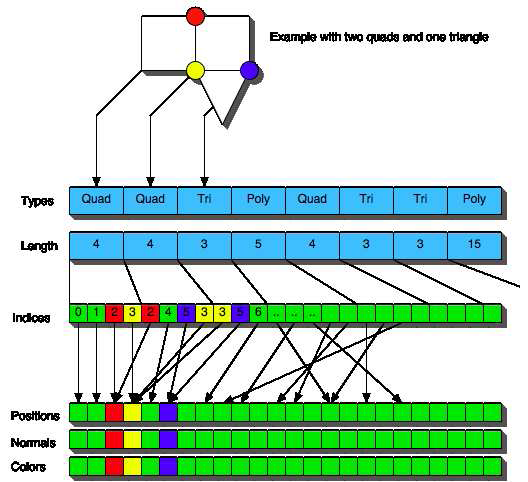 Example with two quads and one triangle
Types Quad Quad Tri Poly Quad Tri Tri Poly
Length 4 4 3 5 4 3 3 15
Indices 0 1 2 3 2 4 5 3 3 5 6 .. .. ..
Positions
Normals
Colors